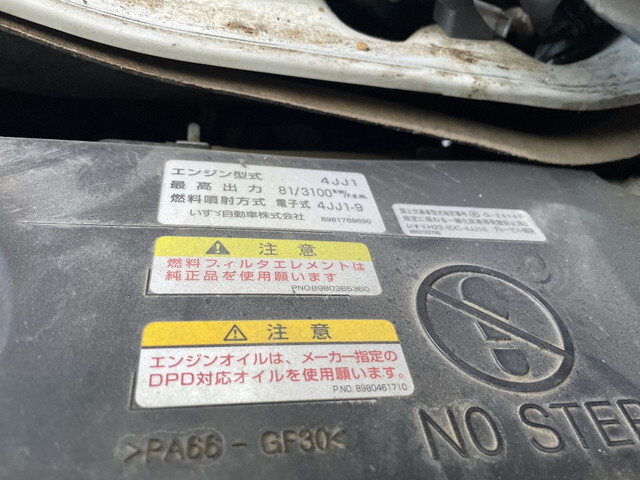 エンジン型式 4JJ1
最高出力 81/3100kW/r.p.m.
燃料噴射方式 電子式 4JJ1-9
いすゞ自動車株式会社 8981789890
注意
燃料フィルタエレメントは
純正品を使用願います
PNO.8980365360
注意
エンジンオイルは、メーカー指定の
DPD対応オイルを使用願います。
P.NO. 8980461710
>PA66-GF30<
NO STEP